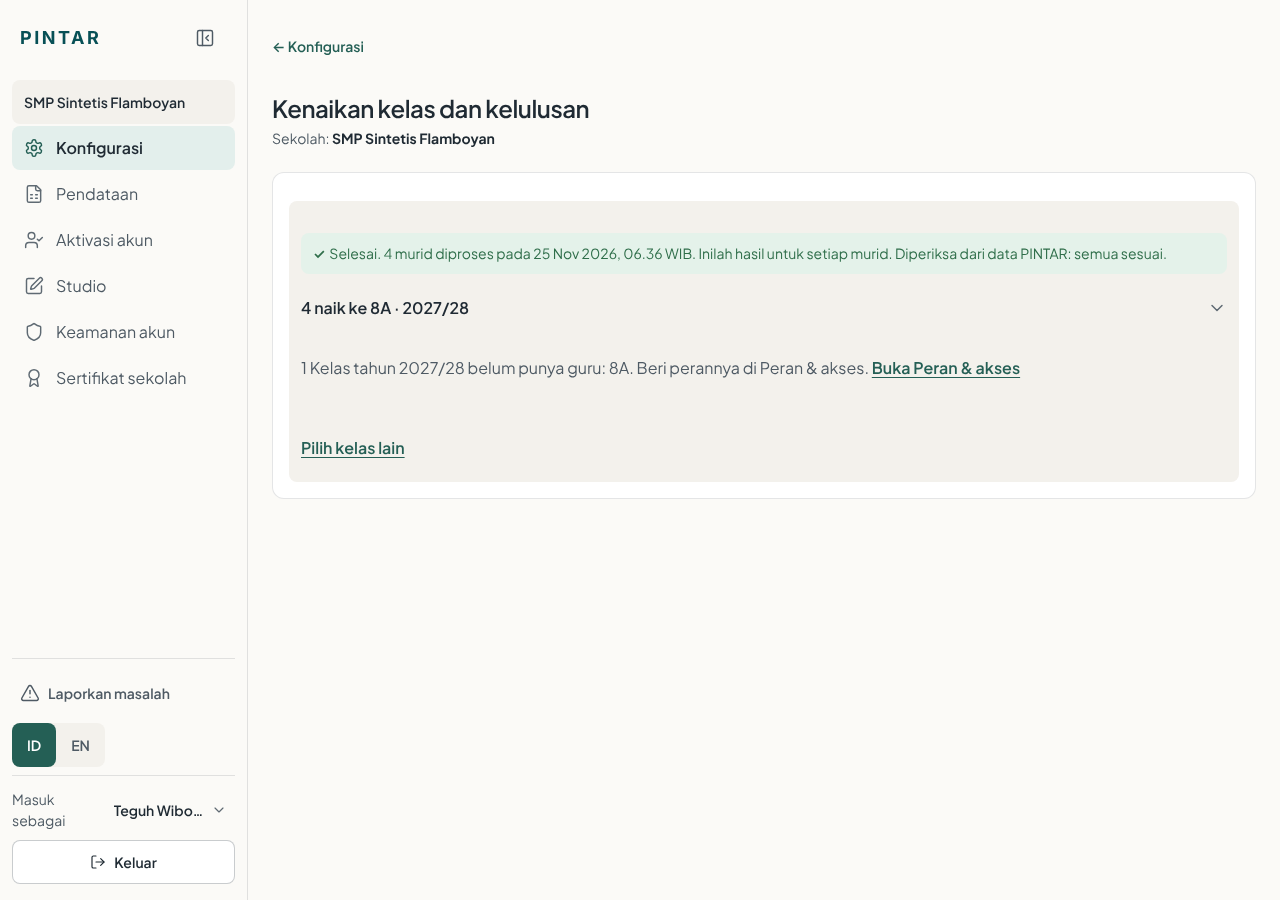 PINTAR
SMP Sintetis Flamboyan
Konfigurasi
Pendataan
Aktivasi akun
Studio
Keamanan akun
Sertifikat sekolah
Laporkan masalah
ID EN
Masuk sebagai
Teguh Wibo...
Keluar
← Konfigurasi
Kenaikan kelas dan kelulusan
Sekolah: SMP Sintetis Flamboyan
✓ Selesai. 4 murid diproses pada 25 Nov 2026, 06.36 WIB. Inilah hasil untuk setiap murid. Diperiksa dari data PINTAR: semua sesuai.
4 naik ke 8A · 2027/28
1 Kelas tahun 2027/28 belum punya guru: 8A. Beri perannya di Peran & akses. Buka Peran & akses
Pilih kelas lain